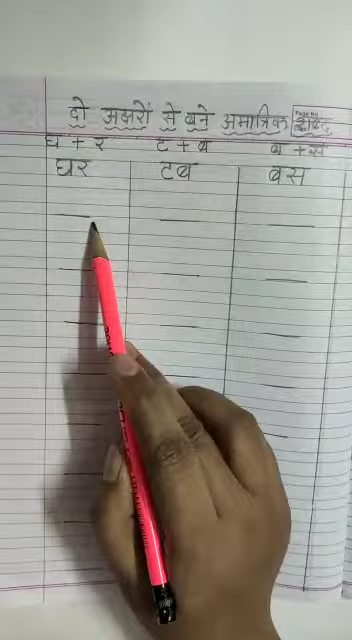 दो अक्षरों से बने अमात्रिक शब्द
घ + र ट + ब ब + स
घर टब बस